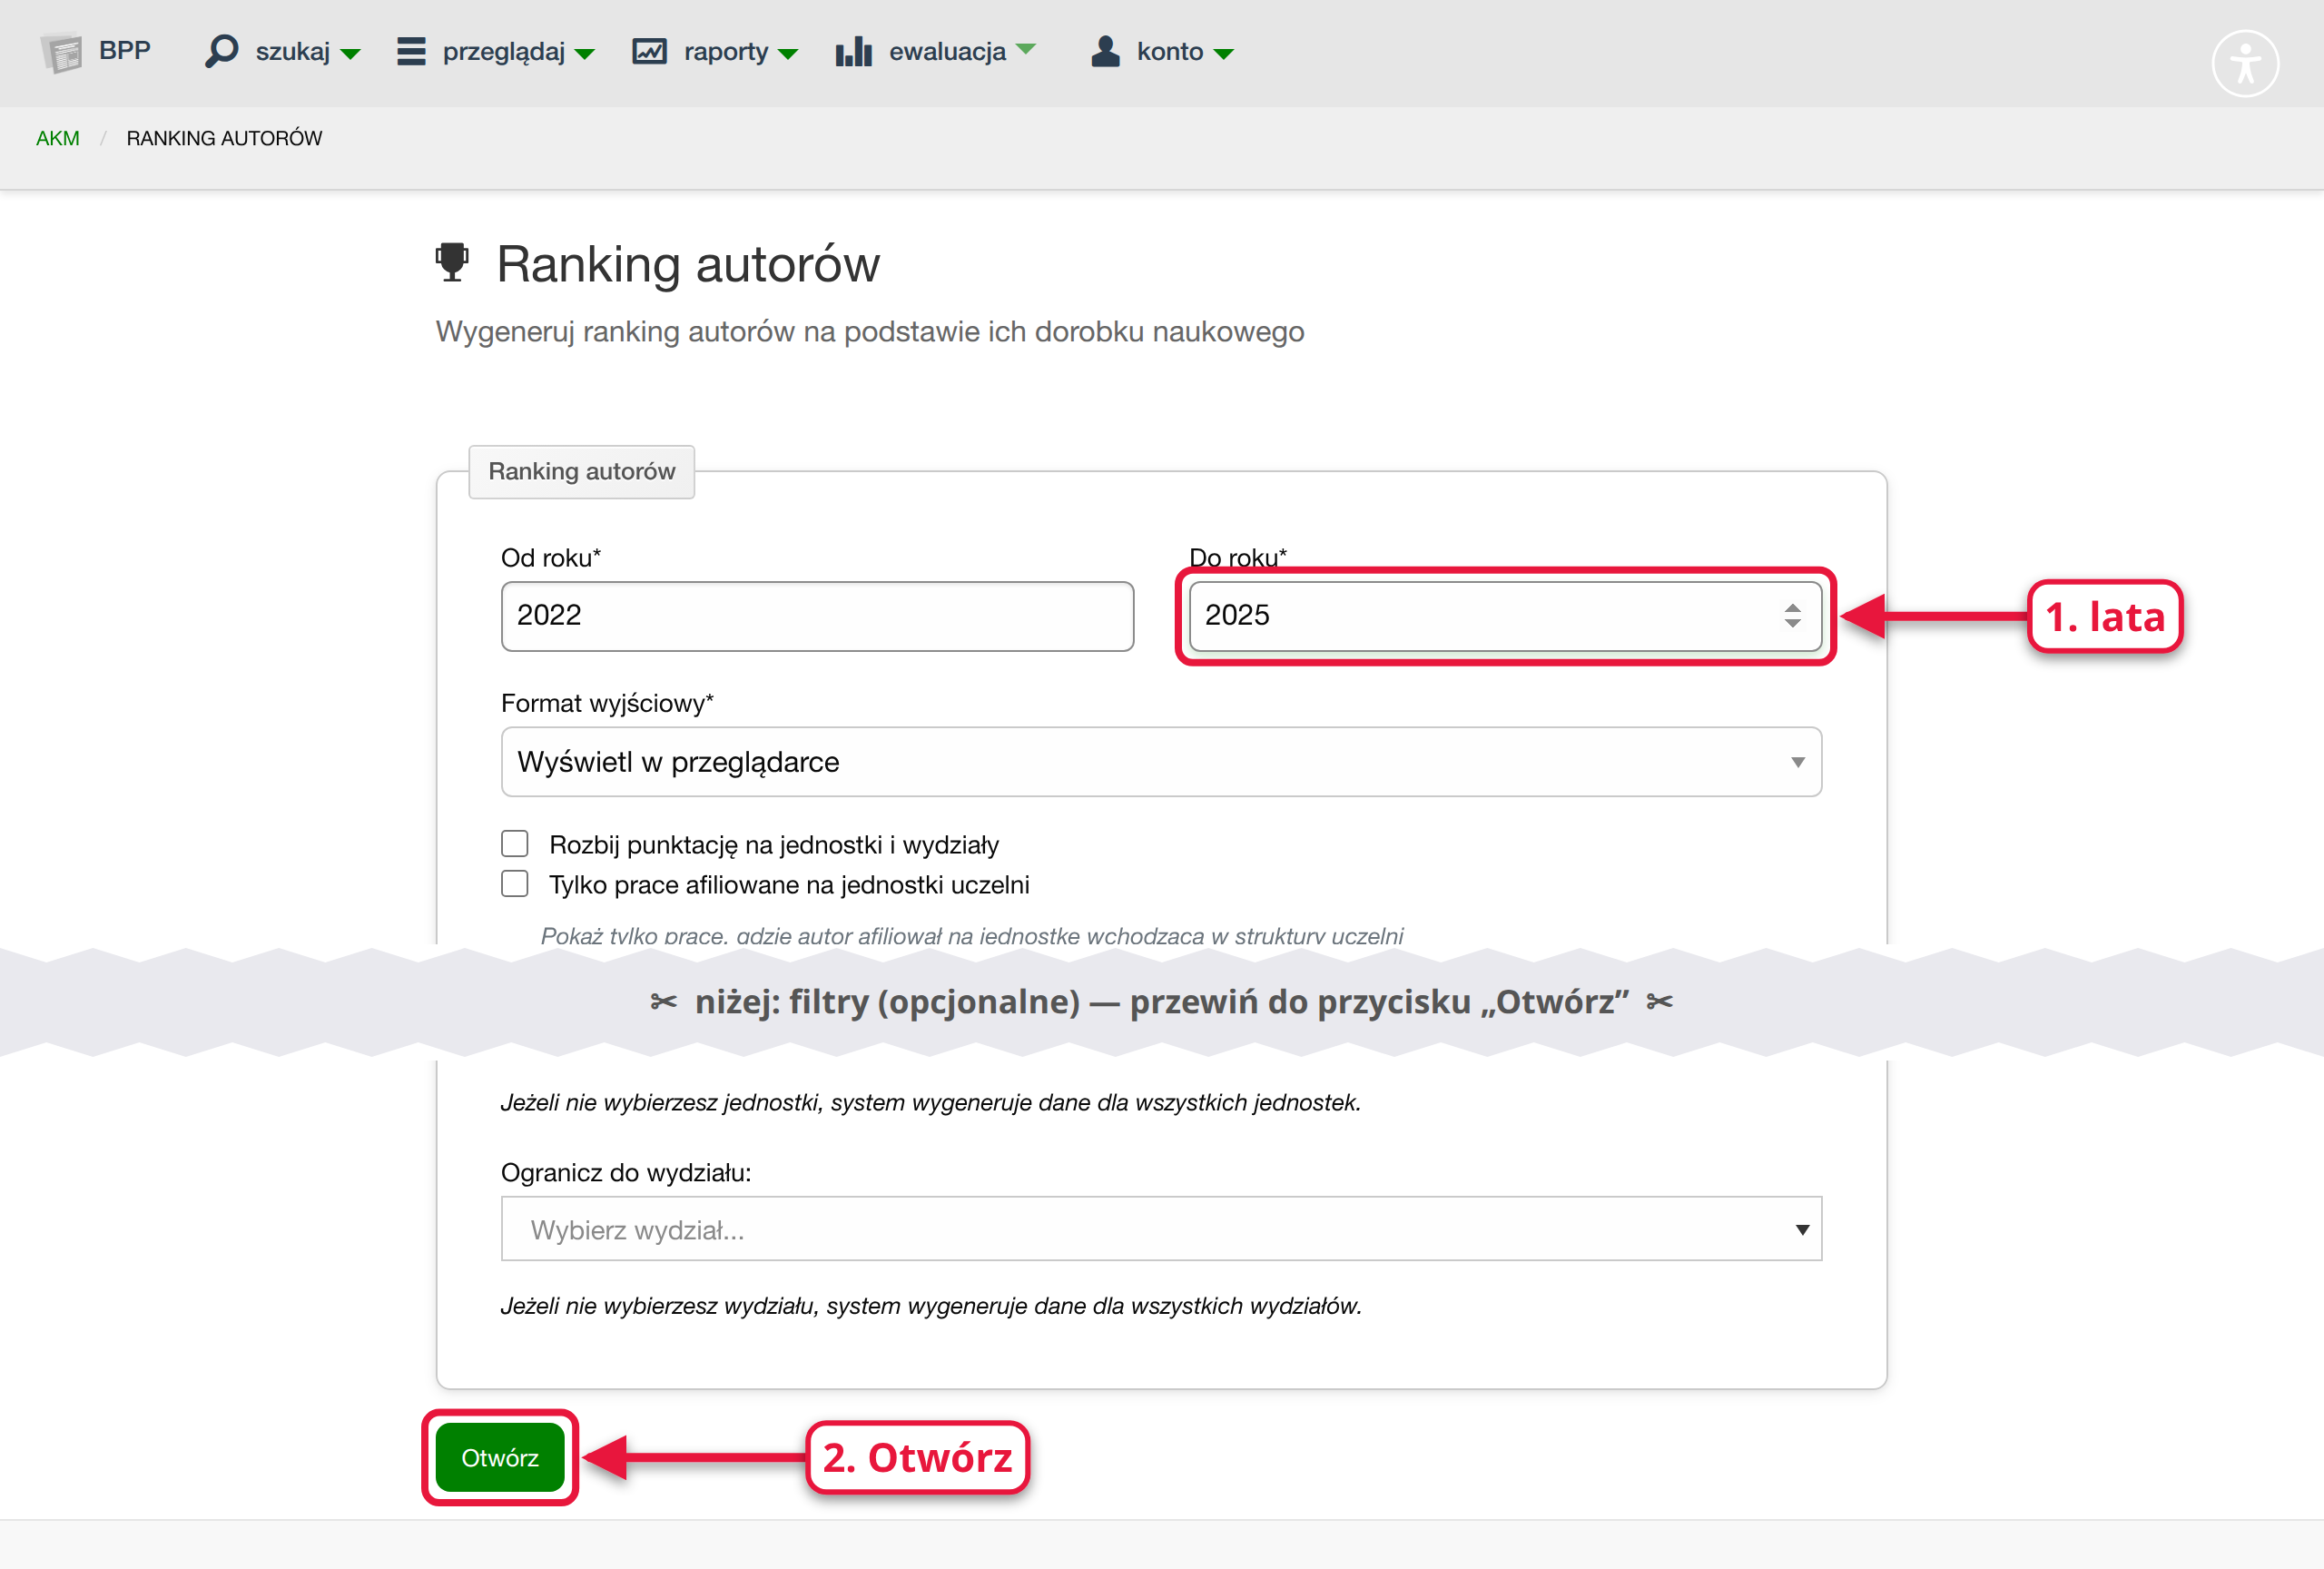 BPP szukaj przeglądaj raporty ewaluacja konto
AKM / RANKING AUTORÓW
Ranking autorów
Wygeneruj ranking autorów na podstawie ich dorobku naukowego
Ranking autorów
Od roku* Do roku*
2022 2025 1. lata
Format wyjściowy*
Wyświetl w przeglądarce
Rozbij punktację na jednostki i wydziały
Tylko prace afiliowane na jednostki uczelni
Pokaż tylko prace, gdzie autor afiliował na jednostkę wchodzącą w struktury uczelni
✂ niżej: filtry (opcjonalne) — przewiń do przycisku „Otwórz” ✂
Jeżeli nie wybierzesz jednostki, system wygeneruje dane dla wszystkich jednostek.
Ogranicz do wydziału:
Wybierz wydział...
Jeżeli nie wybierzesz wydziału, system wygeneruje dane dla wszystkich wydziałów.
Otwórz 2. Otwórz